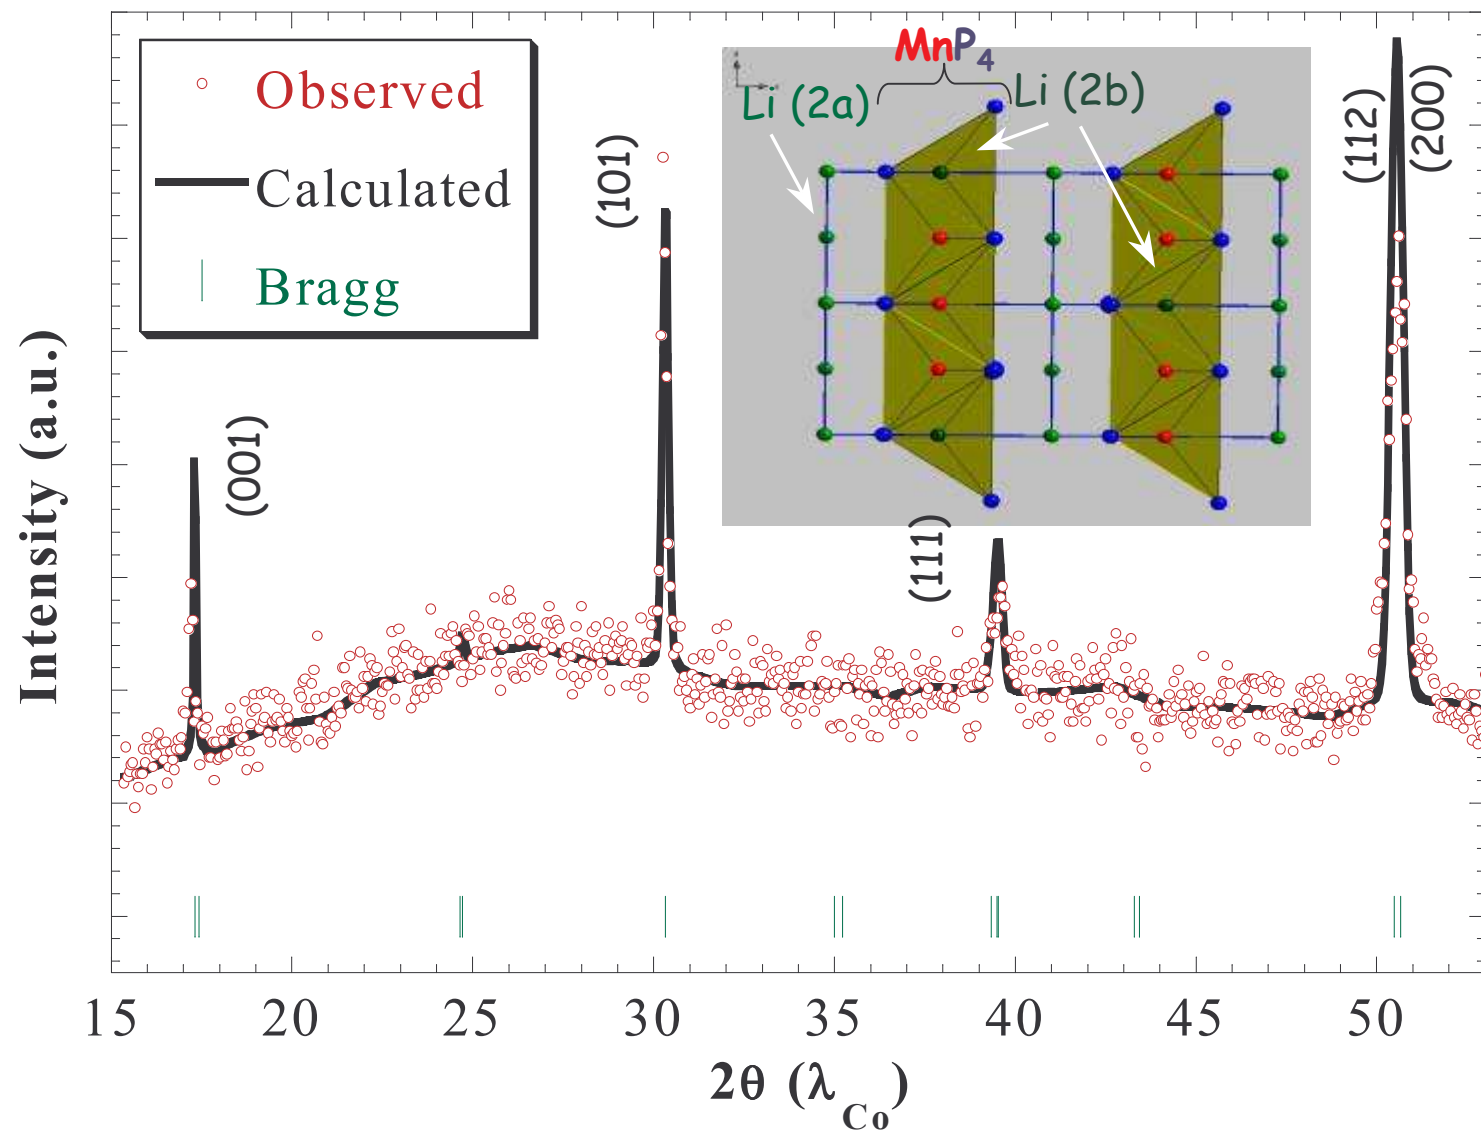 Observed
Calculated
Bragg
MnP4
Li (2a)
Li (2b)
(001)
(101)
(111)
(112)
(200)
Intensity (a.u.)
15 20 25 30 35 40 45 50
2θ (λCo)